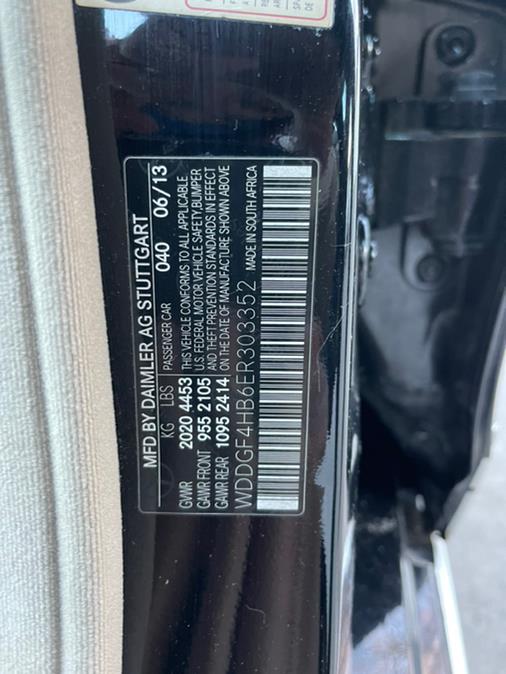 MFD BY DAIMLER AG STUTTGART
KG LBS PASSENGER CAR 040 06/13
GVWR 2020 4453 THIS VEHICLE CONFORMS TO ALL APPLICABLE
GAWR FRONT 955 2105 U.S. FEDERAL MOTOR VEHICLE SAFETY, BUMPER
GAWR REAR 1095 2414 AND THEFT PREVENTION STANDARDS IN EFFECT
ON THE DATE OF MANUFACTURE SHOWN ABOVE
WDDGF4HB6ER303352 MADE IN SOUTH AFRICA